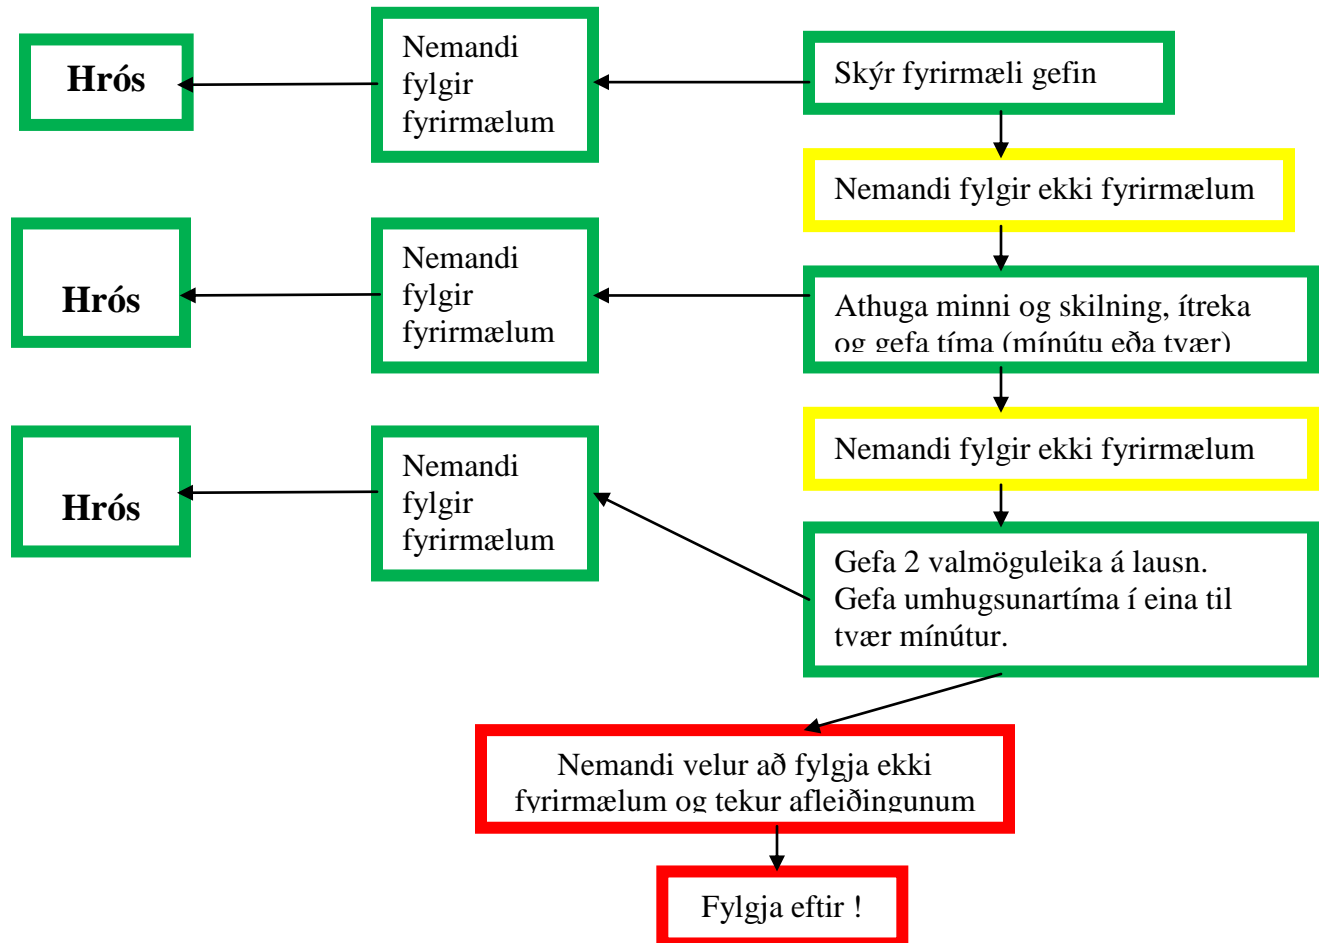 Hrós
Nemandi
fylgir
fyrirmælum
Skýr fyrirmæli gefin
Nemandi fylgir ekki fyrirmælum
Hrós
Nemandi
fylgir
fyrirmælum
Athuga minni og skilning, ítreka
og gefa tíma (mínútu eða tvær)
Nemandi fylgir ekki fyrirmælum
Hrós
Nemandi
fylgir
fyrirmælum
Gefa 2 valmöguleika á lausn.
Gefa umhugsunartíma í eina til
tvær mínútur.
Nemandi velur að fylgja ekki
fyrirmælum og tekur afleiðingunum
Fylgja eftir !